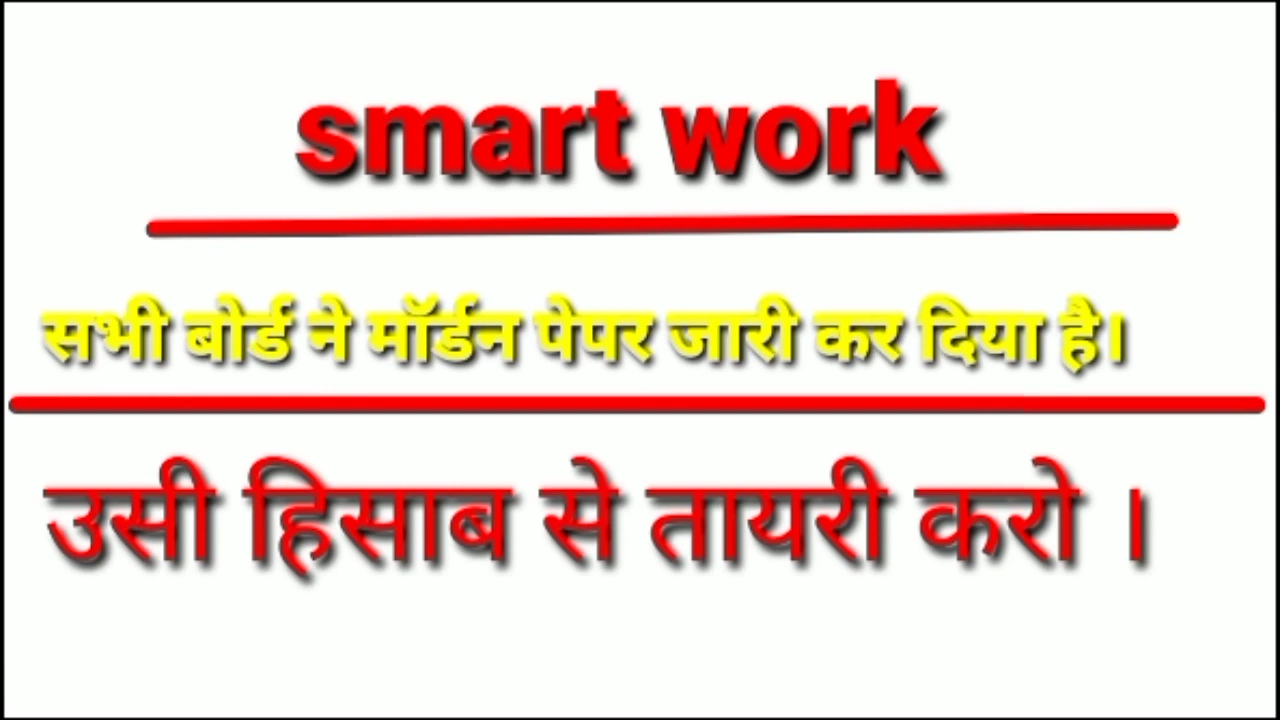 smart work
सभी बोर्ड ने मॉर्डन पेपर जारी कर दिया है।
उसी हिसाब से तायरी करो ।